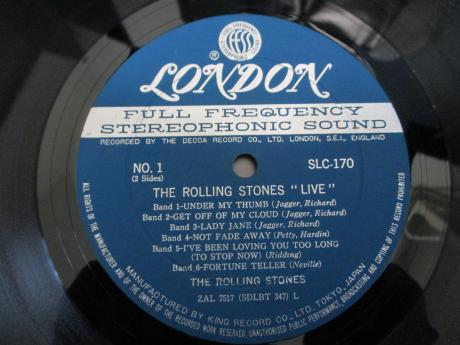 FULL FREQUENCY STEREOPHONIC SOUND
FFSS
®
LONDON
FULL FREQUENCY
STEREOPHONIC SOUND
RECORDED BY THE DECCA RECORD CO., LTD. LONDON, S.E.I., ENGLAND
NO. 1
(2 Sides)
SLC-170
THE ROLLING STONES "LIVE"
Band 1-UNDER MY THUMB (Jagger, Richard)
Band 2-GET OFF OF MY CLOUD (Jagger, Richard)
Band 3-LADY JANE (Jagger, Richard)
Band 4-NOT FADE AWAY (Petty, Hardin)
Band 5-I'VE BEEN LOVING YOU TOO LONG
(TO STOP NOW) (Ridding)
Band 6-FORTUNE TELLER (Neville)
THE ROLLING STONES
ZAL 7517 (SDLBT 347) L
MANUFACTURED BY KING RECORD CO., LTD. TOKYO, JAPAN
ALL RIGHTS OF THE MANUFACTURER AND OF THE OWNER OF THE RECORDED WORK RESERVED, UNAUTHORISED PUBLIC PERFORMANCE, BROADCASTING AND COPYING OF THIS RECORD PROHIBITED